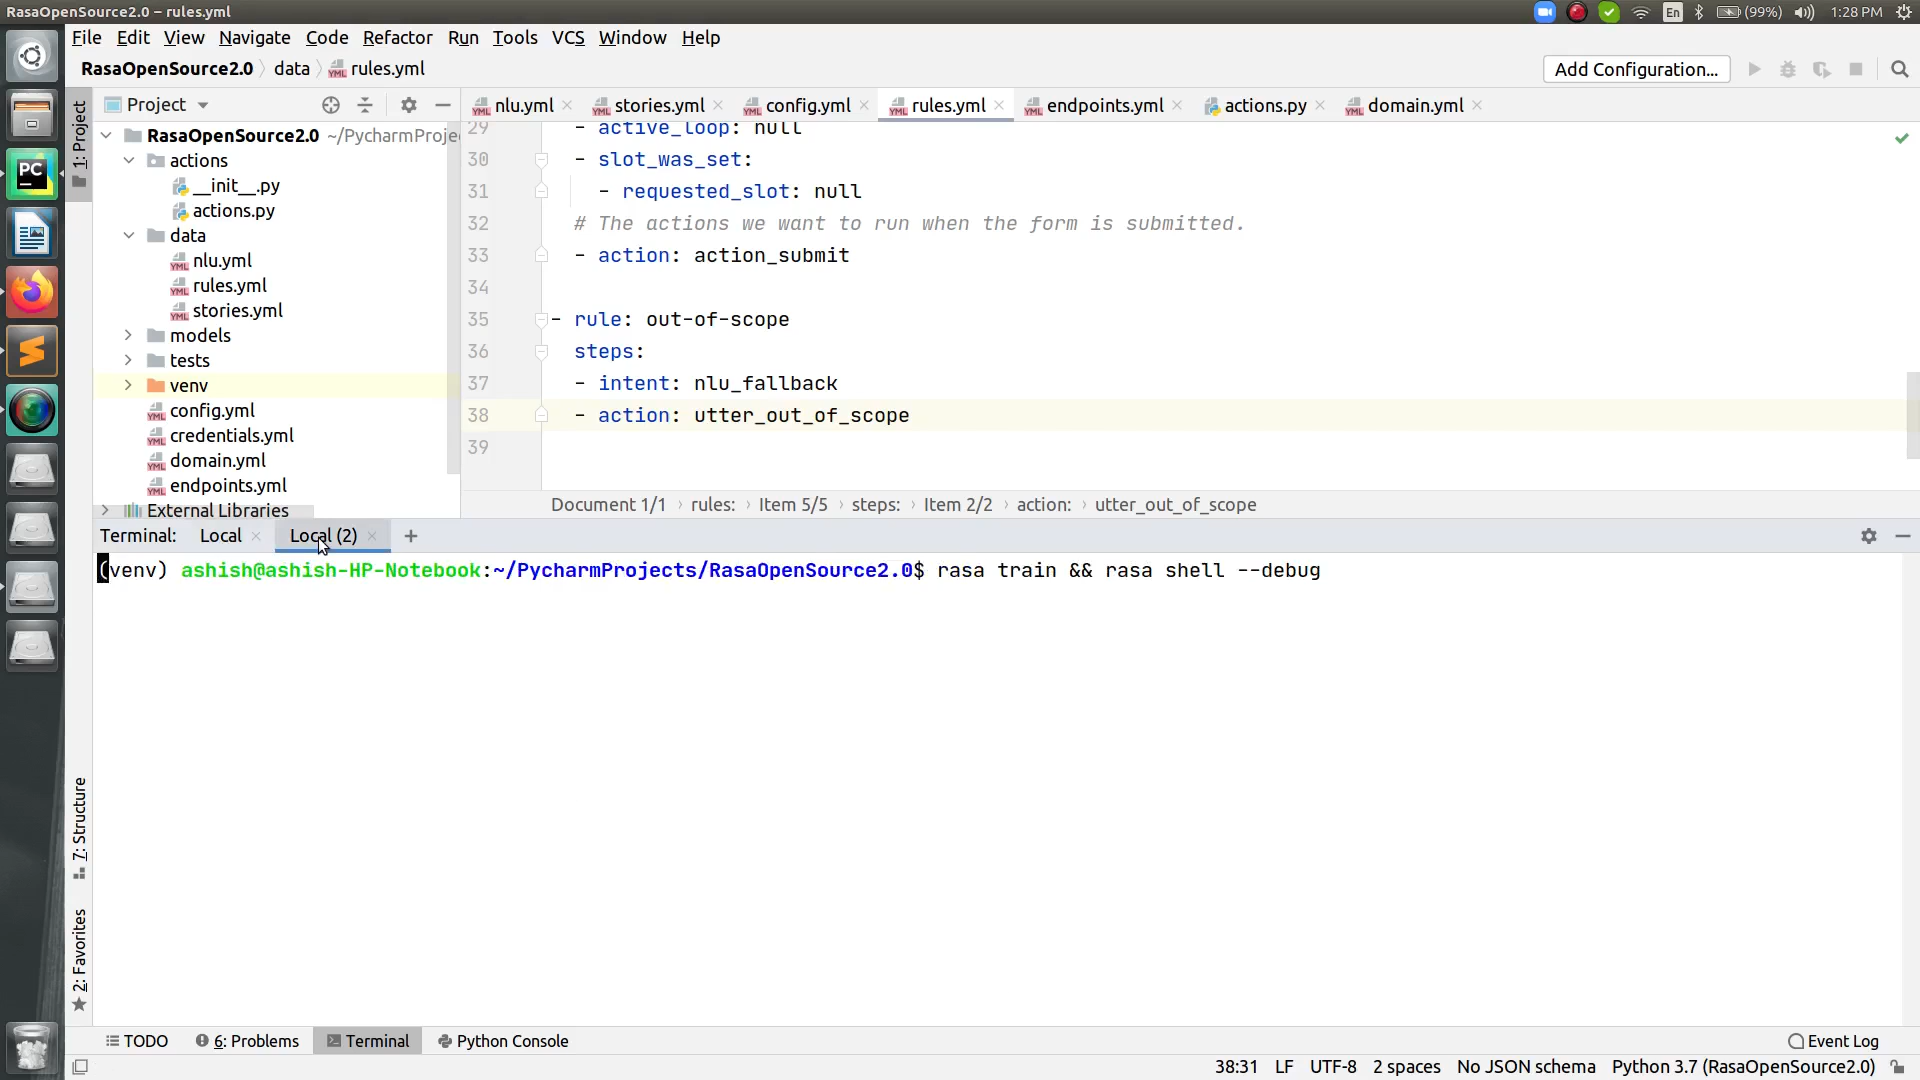 RasaOpenSource2.0 – rules.yml
En
(99%)
1:28 PM
File Edit View Navigate Code Refactor Run Tools VCS Window Help
RasaOpenSource2.0 data rules.yml
Add Configuration...
Project
nlu.yml stories.yml config.yml rules.yml endpoints.yml actions.py domain.yml
1: Project
RasaOpenSource2.0 ~/PycharmProje
actions
__init__.py
actions.py
data
nlu.yml
rules.yml
stories.yml
models
tests
venv
config.yml
credentials.yml
domain.yml
endpoints.yml
External Libraries
29 - active_loop: null
30 - slot_was_set:
31 - requested_slot: null
32 # The actions we want to run when the form is submitted.
33 - action: action_submit
34
35 - rule: out-of-scope
36 steps:
37 - intent: nlu_fallback
38 - action: utter_out_of_scope
39
Document 1/1 › rules: › Item 5/5 › steps: › Item 2/2 › action: › utter_out_of_scope
Terminal: Local Local (2) +
(venv) ashish@ashish-HP-Notebook:~/PycharmProjects/RasaOpenSource2.0$ rasa train && rasa shell --debug
7: Structure
2: Favorites
TODO 6: Problems Terminal Python Console Event Log
38:31 LF UTF-8 2 spaces No JSON schema Python 3.7 (RasaOpenSource2.0)